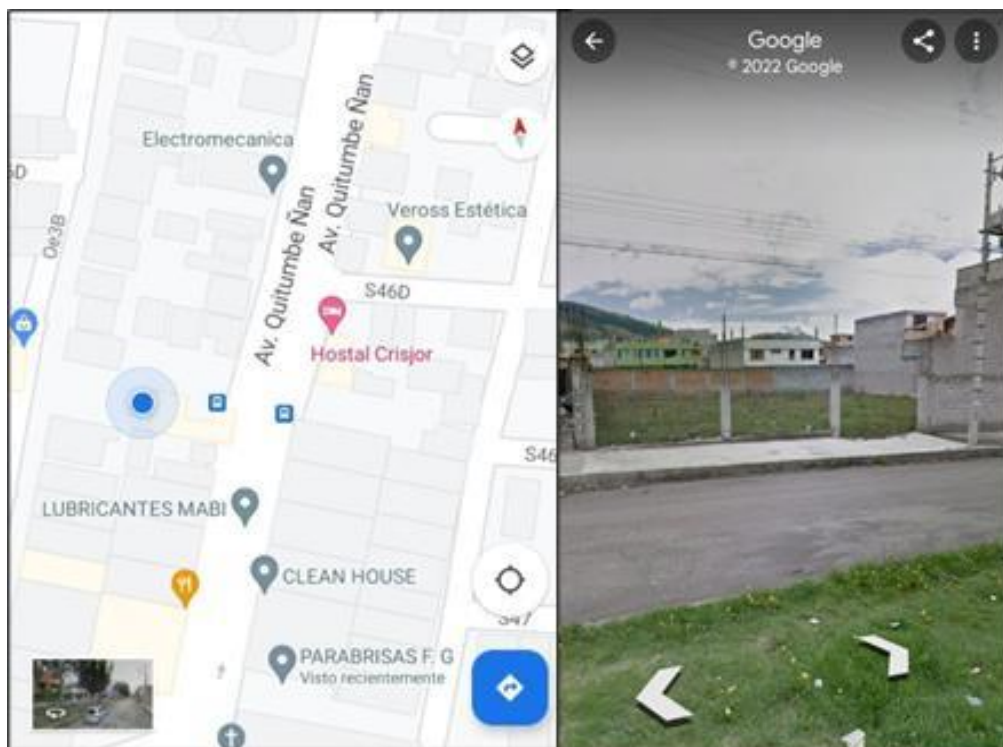 Electromecanica
Av. Quitumbe Ñan
Av. Quitumbe Ñan
Oe3B
Veross Estética
S46D
Hostal Crisjor
S46
LUBRICANTES MABI
CLEAN HOUSE
S47
PARABRISAS F. G
Visto recientemente
Google
© 2022 Google